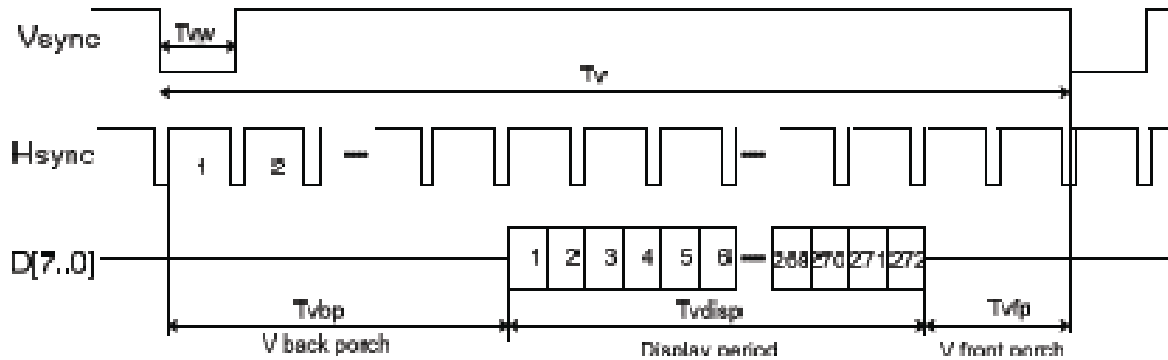 Vsync
Tvw
Tv
Hsync
1 2
D[7..0]
1 2 3 4 5 6 270 271 272
Tvbp Tvdisp Tvfp
V back porch Display period V front porch